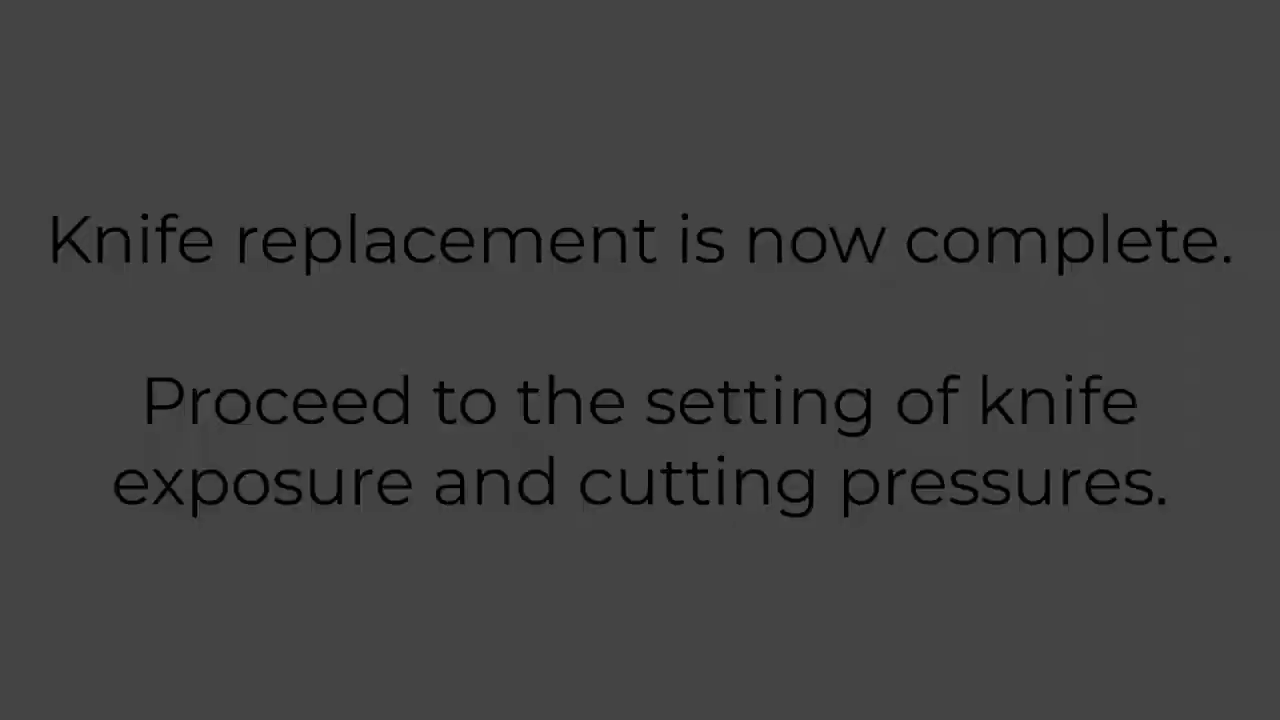 Knife replacement is now complete.
Proceed to the setting of knife
exposure and cutting pressures.